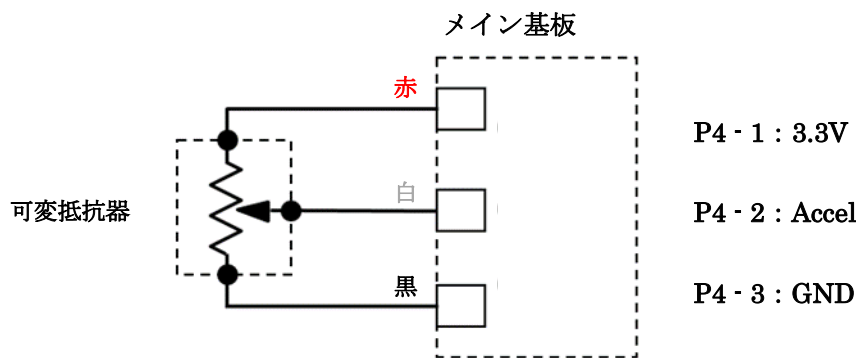 メイン基板
赤
P4 - 1 : 3.3V
白
可変抵抗器
P4 - 2 : Accel
黒
P4 - 3 : GND